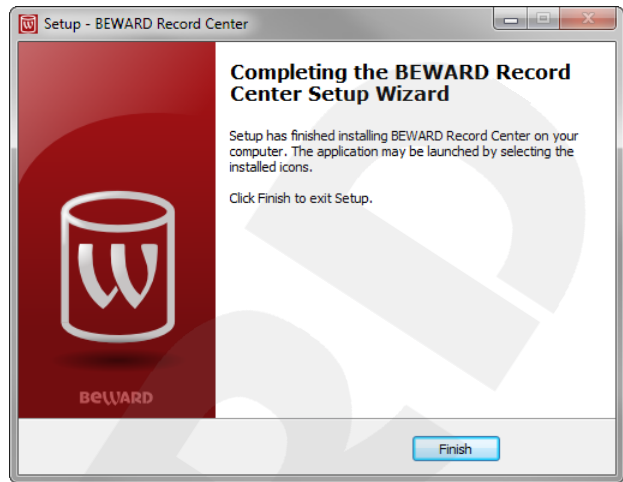 Setup - BEWARD Record Center
Completing the BEWARD Record
Center Setup Wizard
Setup has finished installing BEWARD Record Center on your
computer. The application may be launched by selecting the
installed icons.
Click Finish to exit Setup.
W
BEWARD
Finish